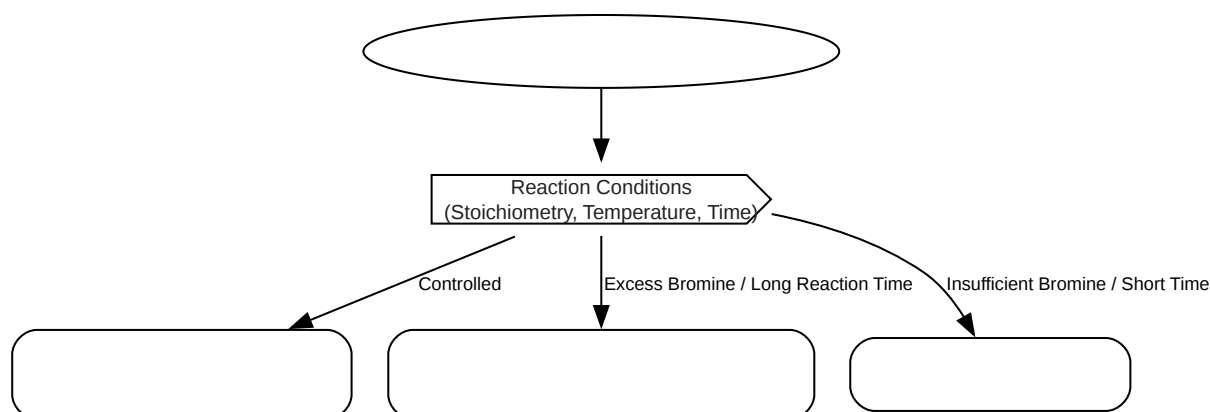 Reaction Conditions
(Stoichiometry, Temperature, Time)
Controlled
Excess Bromine / Long Reaction Time
Insufficient Bromine / Short Time